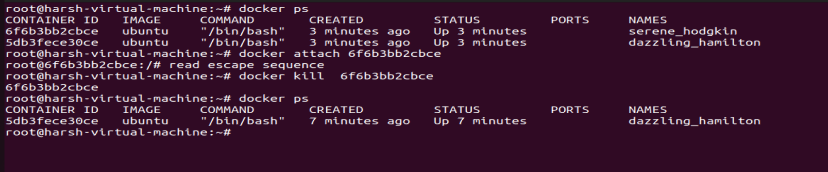 root@harsh-virtual-machine:~# docker ps
CONTAINER ID   IMAGE     COMMAND       CREATED         STATUS         PORTS     NAMES
6f6b3bb2cbce   ubuntu    "/bin/bash"   3 minutes ago   Up 3 minutes             serene_hodgkin
5db3fece30ce   ubuntu    "/bin/bash"   3 minutes ago   Up 3 minutes             dazzling_hamilton
root@harsh-virtual-machine:~# docker attach 6f6b3bb2cbce
root@6f6b3bb2cbce:/# read escape sequence
root@harsh-virtual-machine:~# docker kill  6f6b3bb2cbce
6f6b3bb2cbce
root@harsh-virtual-machine:~# docker ps
CONTAINER ID   IMAGE     COMMAND       CREATED         STATUS         PORTS     NAMES
5db3fece30ce   ubuntu    "/bin/bash"   7 minutes ago   Up 7 minutes             dazzling_hamilton
root@harsh-virtual-machine:~#